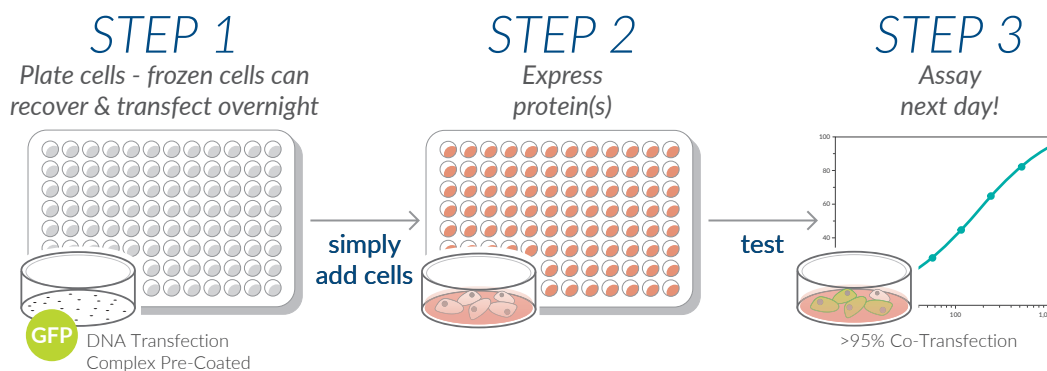 STEP 1
Plate cells - frozen cells can
recover & transfect overnight
simply
add cells
GFP
DNA Transfection
Complex Pre-Coated
STEP 2
Express
protein(s)
test
STEP 3
Assay
next day!
100
80
60
40
100
>95% Co-Transfection